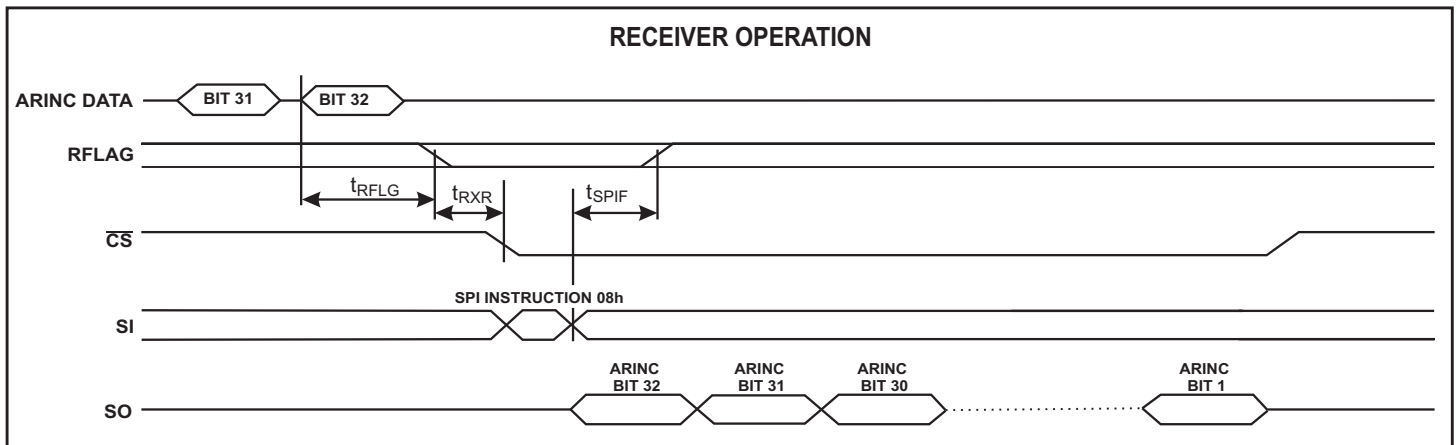 RECEIVER OPERATION
ARINC DATA
BIT 31
BIT 32
RFLAG
tRFLG
tRXR
tSPIF
CS
SPI INSTRUCTION 08h
SI
ARINC
BIT 32
ARINC
BIT 31
ARINC
BIT 30
ARINC
BIT 1
SO